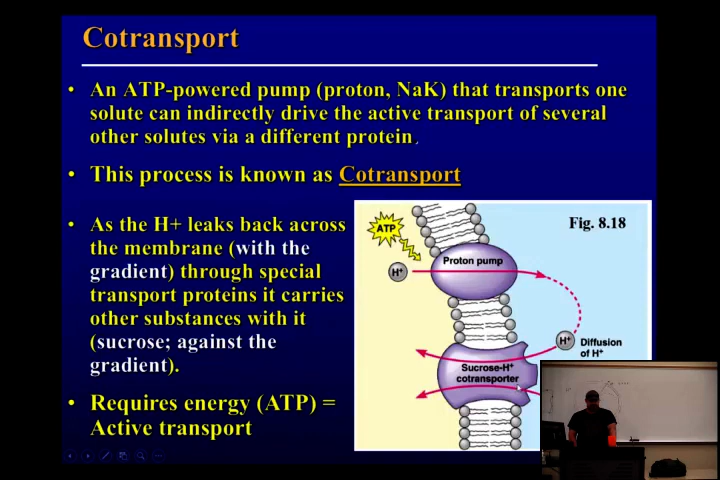 Cotransport
• An ATP-powered pump (proton, NaK) that transports one
solute can indirectly drive the active transport of several
other solutes via a different protein.
• This process is known as Cotransport
• As the H+ leaks back across
the membrane (with the
gradient) through special
transport proteins it carries
other substances with it
(sucrose; against the
gradient).
• Requires energy (ATP) =
Active transport
Fig. 8.18
ATP
Proton pump
H+
H+
Diffusion
of H+
Sucrose-H+
cotransporter